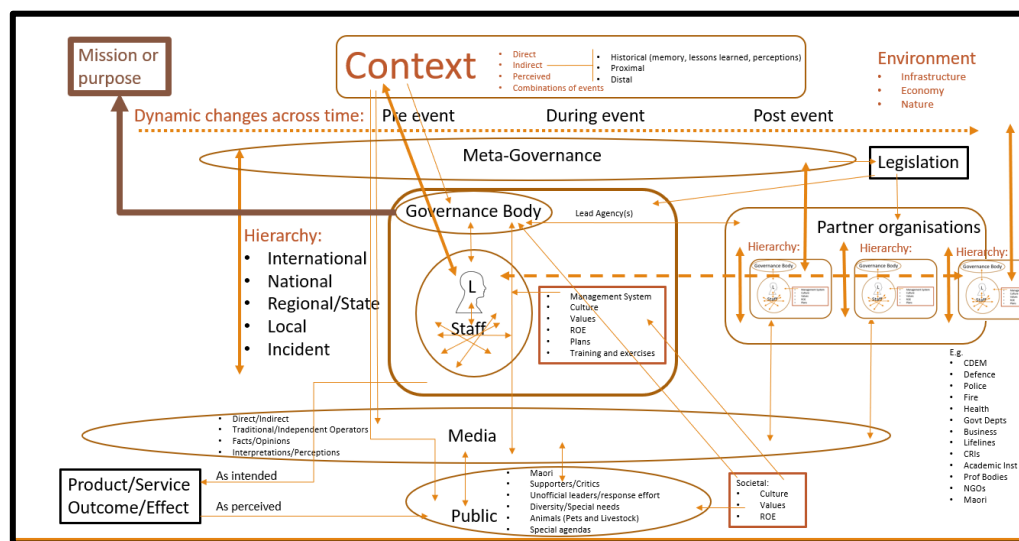 Mission or
purpose
Context
Direct
Indirect
Perceived
Combinations of events
Historical (memory, lessons learned, perceptions)
Proximal
Distal
Environment
Infrastructure
Economy
Nature
Dynamic changes across time:
Pre event
During event
Post event
Meta-Governance
Legislation
Governance Body
Lead Agency(s)
Partner organisations
Hierarchy:
International
National
Regional/State
Local
Incident
L
Staff
Management System
Culture
Values
ROE
Plans
Training and exercises
Hierarchy:
Hierarchy:
Hierarchy:
Governance Body
Governance Body
Governance Body
L
L
L
Staff
Staff
Staff
E.g.
CDEM
Defence
Police
Fire
Health
Govt Depts
Business
Lifelines
CRIs
Academic Inst
Prof Bodies
NGOs
Maori
Direct/Indirect
Traditional/Independent Operators
Facts/Opinions
Interpretations/Perceptions
Media
Product/Service
Outcome/Effect
As intended
As perceived
Public
Maori
Supporters/Critics
Unofficial leaders/response effort
Diversity/Special needs
Animals (Pets and Livestock)
Special agendas
Societal:
Culture
Values
ROE